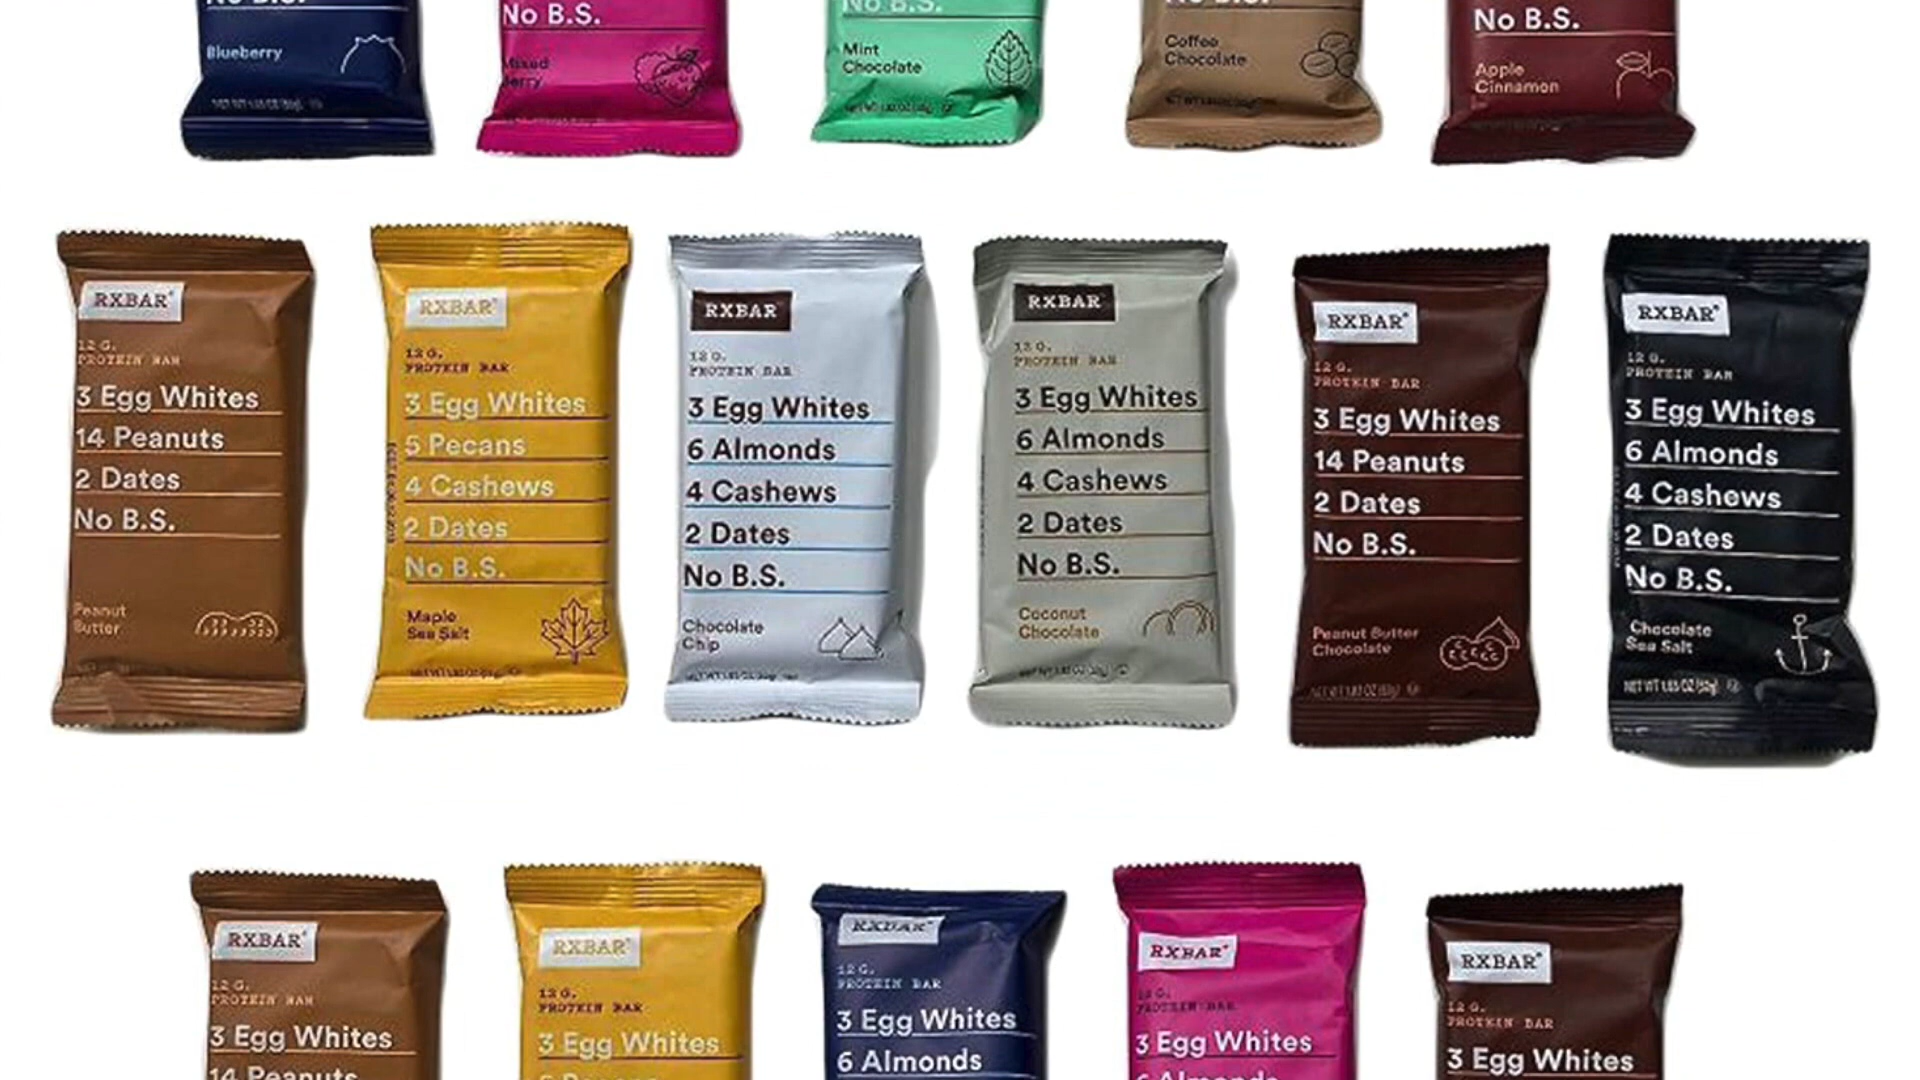 No B.S.
Blueberry
No B.S.
Mixed
Berry
No B.S.
Mint
Chocolate
No B.S.
Coffee
Chocolate
No B.S.
Apple
Cinnamon
RXBAR
12 G.
PROTEIN BAR
3 Egg Whites
14 Peanuts
2 Dates
No B.S.
Peanut
Butter
RXBAR
12 G.
PROTEIN BAR
3 Egg Whites
5 Pecans
4 Cashews
2 Dates
No B.S.
Maple
Sea Salt
RXBAR
12 G.
PROTEIN BAR
3 Egg Whites
6 Almonds
4 Cashews
2 Dates
No B.S.
Chocolate
Chip
RXBAR
12 G.
PROTEIN BAR
3 Egg Whites
6 Almonds
4 Cashews
2 Dates
No B.S.
Coconut
Chocolate
RXBAR
12 G.
PROTEIN BAR
3 Egg Whites
14 Peanuts
2 Dates
No B.S.
Peanut Butter
Chocolate
RXBAR
12 G.
PROTEIN BAR
3 Egg Whites
6 Almonds
4 Cashews
2 Dates
No B.S.
Chocolate
Sea Salt
NET WT 1.83 OZ (52g)
RXBAR
12 G.
PROTEIN BAR
3 Egg Whites
14 Peanuts
RXBAR
12 G.
PROTEIN BAR
3 Egg Whites
RXBAR
12 G.
PROTEIN BAR
3 Egg Whites
6 Almonds
RXBAR
12 G.
PROTEIN BAR
3 Egg Whites
6 Almonds
RXBAR
12 G.
PROTEIN BAR
3 Egg Whites